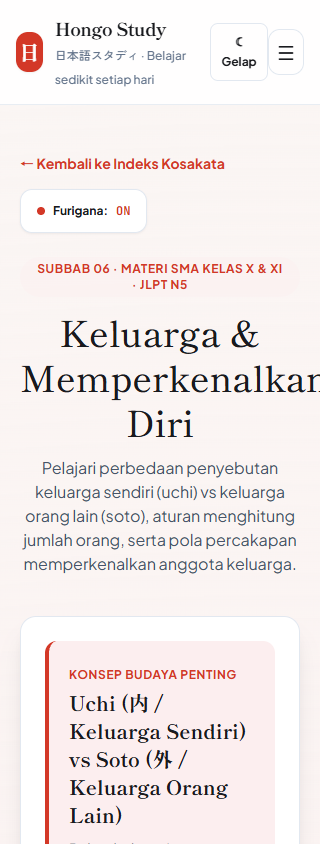 日
Hongo Study
日本語スタディ · Belajar
sedikit setiap hari
☾
Gelap
☰
← Kembali ke Indeks Kosakata
Furigana: ON
SUBBAB 06 · MATERI SMA KELAS X & XI
· JLPT N5
Keluarga &
Memperkenalkan
Diri
Pelajari perbedaan penyebutan
keluarga sendiri (uchi) vs keluarga
orang lain (soto), aturan menghitung
jumlah orang, serta pola percakapan
memperkenalkan anggota keluarga.
KONSEP BUDAYA PENTING
Uchi (内 /
Keluarga Sendiri)
vs Soto (外 /
Keluarga Orang
Lain)